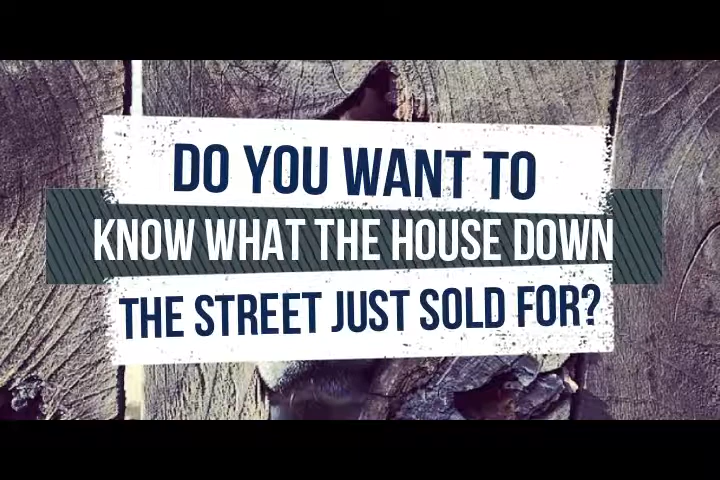 DO YOU WANT TO
KNOW WHAT THE HOUSE DOWN
THE STREET JUST SOLD FOR?